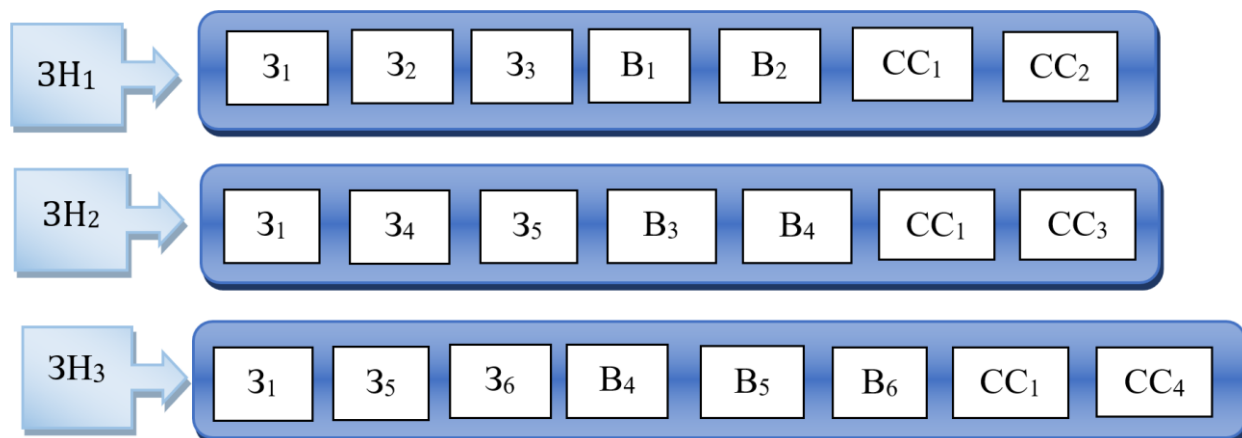 ЗН₁ З₁ З₂ З₃ В₁ В₂ СС₁ СС₂
ЗН₂ З₁ З₄ З₅ В₃ В₄ СС₁ СС₃
ЗН₃ З₁ З₅ З₆ В₄ В₅ В₆ СС₁ СС₄